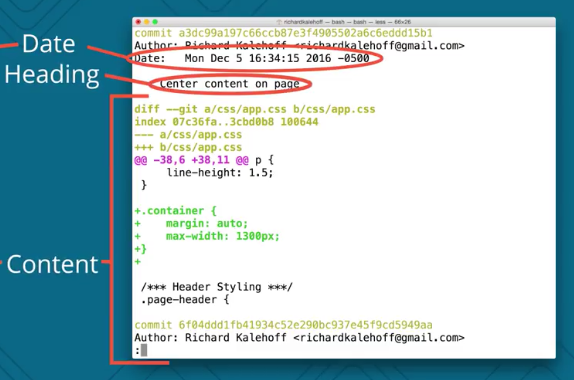 richardkalehoff — bash — bash — less — 66×26
commit a3dc99a197c66ccb87e3f4905502a6c6eddd15b1
Author: Richard Kalehoff <richardkalehoff@gmail.com>
Date
Date:   Mon Dec 5 16:34:15 2016 -0500
Heading
Center content on page
diff --git a/css/app.css b/css/app.css
index 07c36fa..3cbd0b8 100644
--- a/css/app.css
+++ b/css/app.css
@@ -38,6 +38,11 @@ p {
     line-height: 1.5;
 }
+.container {
+    margin: auto;
+    max-width: 1300px;
+}
+
Content
 /*** Header Styling ***/
 .page-header {
commit 6f04ddd1fb41934c52e290bc937e45f9cd5949aa
Author: Richard Kalehoff <richardkalehoff@gmail.com>
: